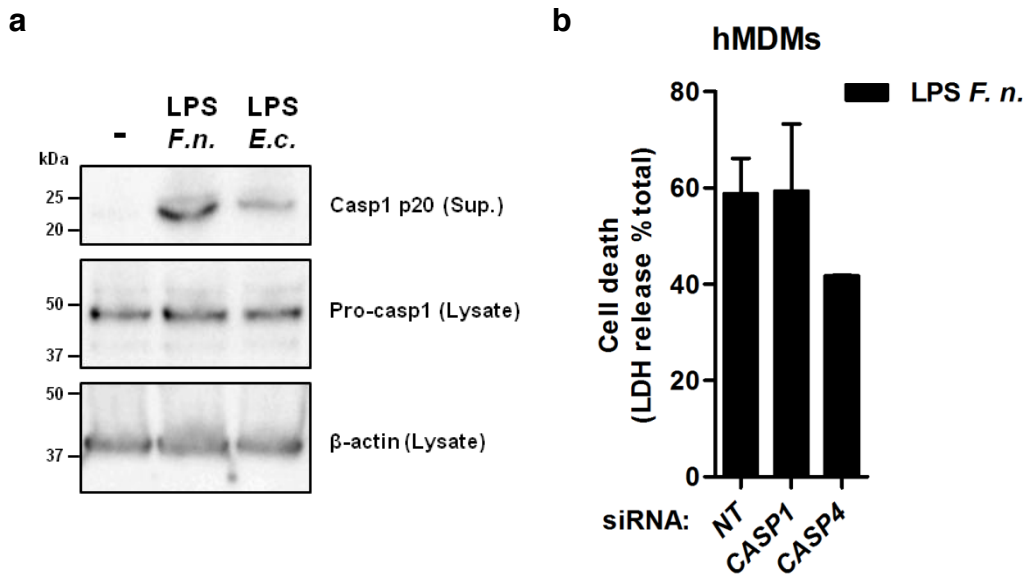 a
LPS LPS
- F.n. E.c.
kDa
25
20
Casp1 p20 (Sup.)
50
37
Pro-casp1 (Lysate)
50
37
β-actin (Lysate)
b
hMDMs
LPS F. n.
Cell death
(LDH release % total)
80
60
40
20
0
siRNA: NT CASP1 CASP4